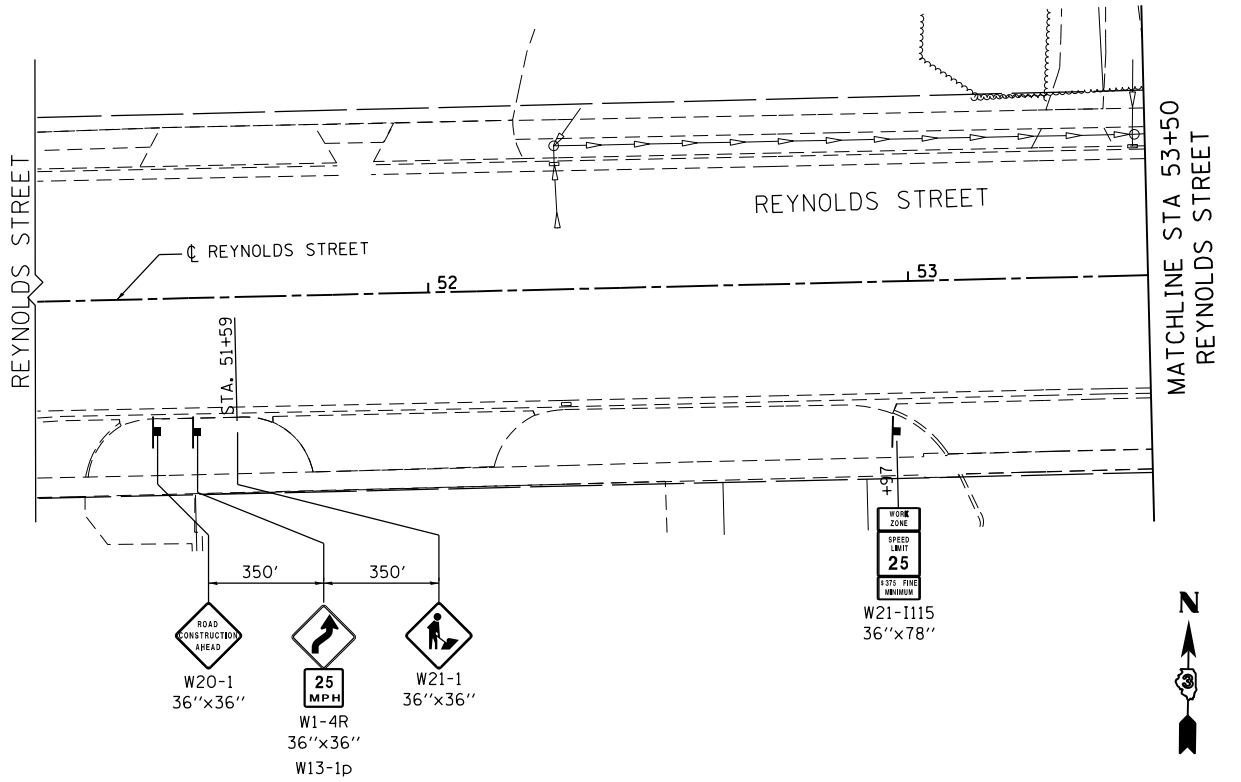 REYNOLDS STREET
℄ REYNOLDS STREET
REYNOLDS STREET
52
53
STA. 51+59
MATCHLINE STA 53+50
REYNOLDS STREET
+97
350'
350'
ROAD
CONSTRUCTION
AHEAD
W20-1
36''x36''
25
MPH
W1-4R
36''x36''
W13-1p
W21-1
36''x36''
WORK
ZONE
SPEED
LIMIT
25
$375 FINE
MINIMUM
W21-I115
36''x78''
N
3